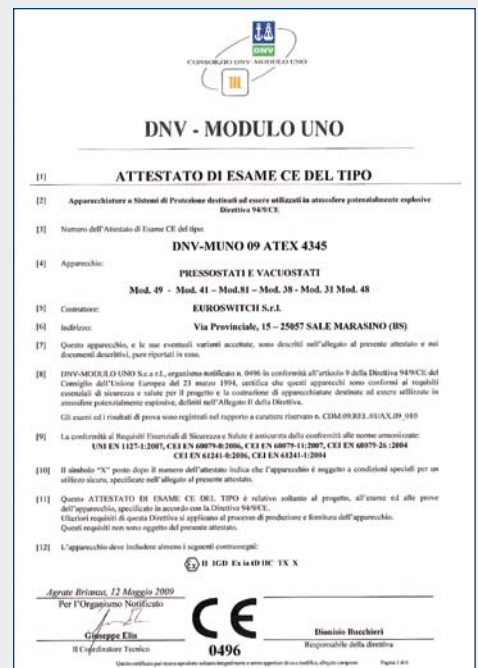 DNV
CONSORZIO DNV MODULO UNO
DNV - MODULO UNO
[1] ATTESTATO DI ESAME CE DEL TIPO
[2] Apparecchiature o Sistemi di Protezione destinati ad essere utilizzati in atmosfere potenzialmente esplosive
Direttiva 94/9/CE
[3] Numero dell'Attestato di Esame CE del tipo:
DNV-MUNO 09 ATEX 4345
[4] Apparecchio:
PRESSOSTATI E VACUOSTATI
Mod. 49 - Mod. 41 – Mod.81 – Mod. 38 - Mod. 31 Mod. 48
[5] Costruttore: EUROSWITCH S.r.l.
[6] Indirizzo: Via Provinciale, 15 – 25057 SALE MARASINO (BS)
[7] Questo apparecchio, e le sue eventuali varianti accettate, sono descritti nell'allegato al presente attestato e nei
documenti descrittivi, pure riportati in esso.
[8] DNV-MODULO UNO S.c.a r.l., organismo notificato n. 0496 in conformità all'articolo 9 della Direttiva 94/9/CE del
Consiglio dell'Unione Europea del 23 marzo 1994, certifica che questi apparecchi sono conformi ai requisiti
essenziali di sicurezza e salute per il progetto e la costruzione di apparecchiature destinate ad essere utilizzate in
atmosfere potenzialmente esplosive, definiti nell'Allegato II della Direttiva.
Gli esami ed i risultati di prova sono registrati nel rapporto a carattere riservato n. CDM.09.REL.01/AX.09_010
[9] La conformità ai Requisiti Essenziali di Sicurezza e Salute è assicurata dalla conformità alle norme armonizzate:
UNI EN 1127-1:2007, CEI EN 60079-0:2006, CEI EN 60079-11:2007, CEI EN 60079-26 :2004
CEI EN 61241-0:2006, CEI EN 61241-1:2004
[10] Il simbolo "X" posto dopo il numero dell'attestato indica che l'apparecchio è soggetto a condizioni speciali per un
utilizzo sicuro, specificate nell'allegato al presente attestato.
[11] Questo ATTESTATO DI ESAME CE DEL TIPO è relativo soltanto al progetto, all'esame ed alle prove
dell'apparecchio, specificato in accordo con la Direttiva 94/9/CE.
Ulteriori requisiti di questa Direttiva si applicano al processo di produzione e fornitura dell'apparecchio.
Questi requisiti non sono oggetto del presente attestato.
[12] L'apparecchio deve includere almeno i seguenti contrassegni:
Ex II 1GD Ex ia tD IIC TX X
Agrate Brianza, 12 Maggio 2009
Per l'Organismo Notificato
Giuseppe Elia
Il Coordinatore Tecnico
CE
0496
Dionisio Bucchieri
Responsabile della direttiva
Pagina 1 di 6